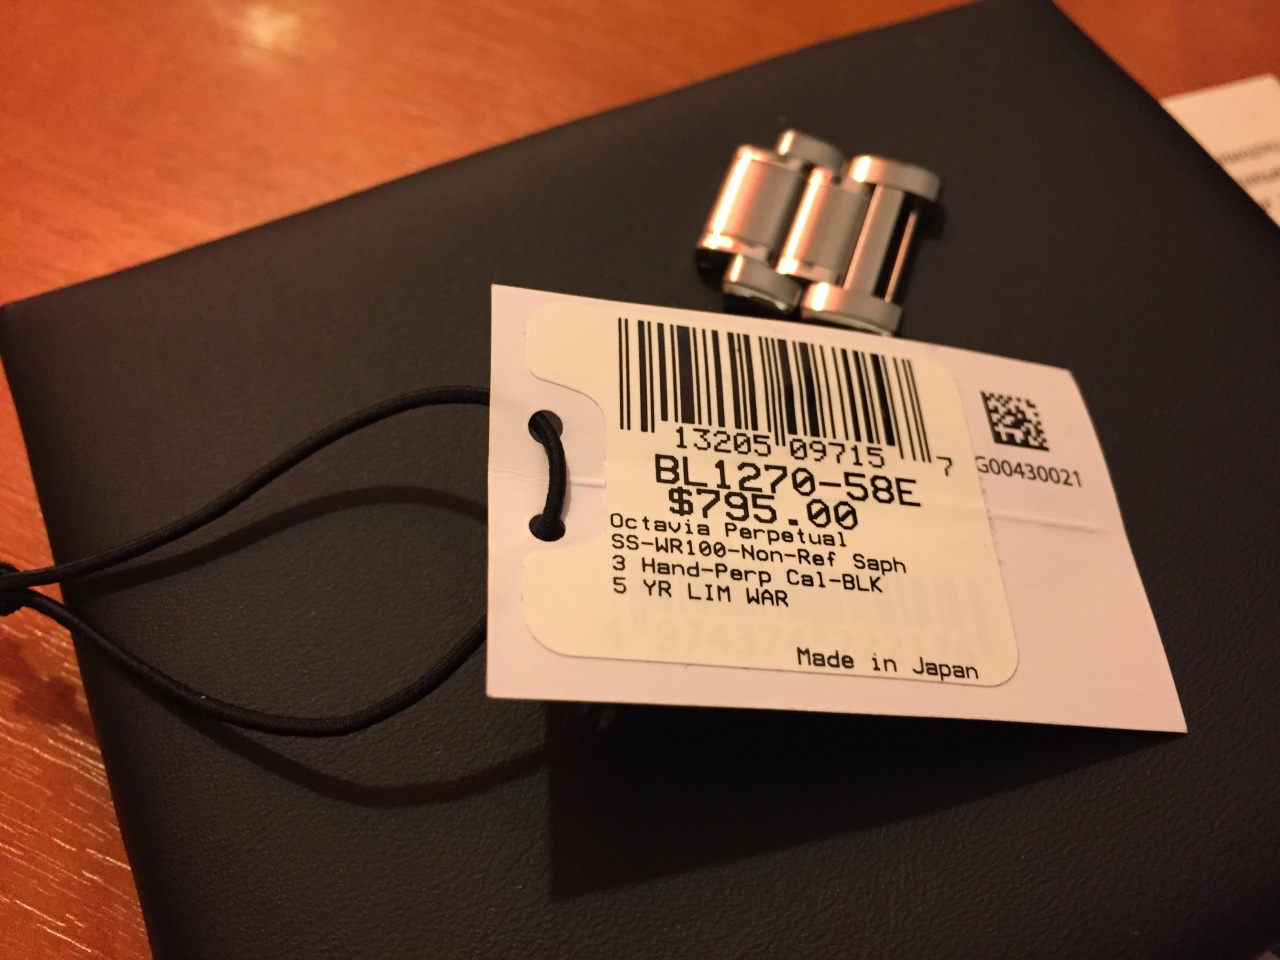 13205 09715 7
BL1270-58E
$795.00
Octavia Perpetual
SS-WR100-Non-Ref Saph
3 Hand-Perp Cal-BLK
5 YR LIM WAR
Made in Japan
G00430021